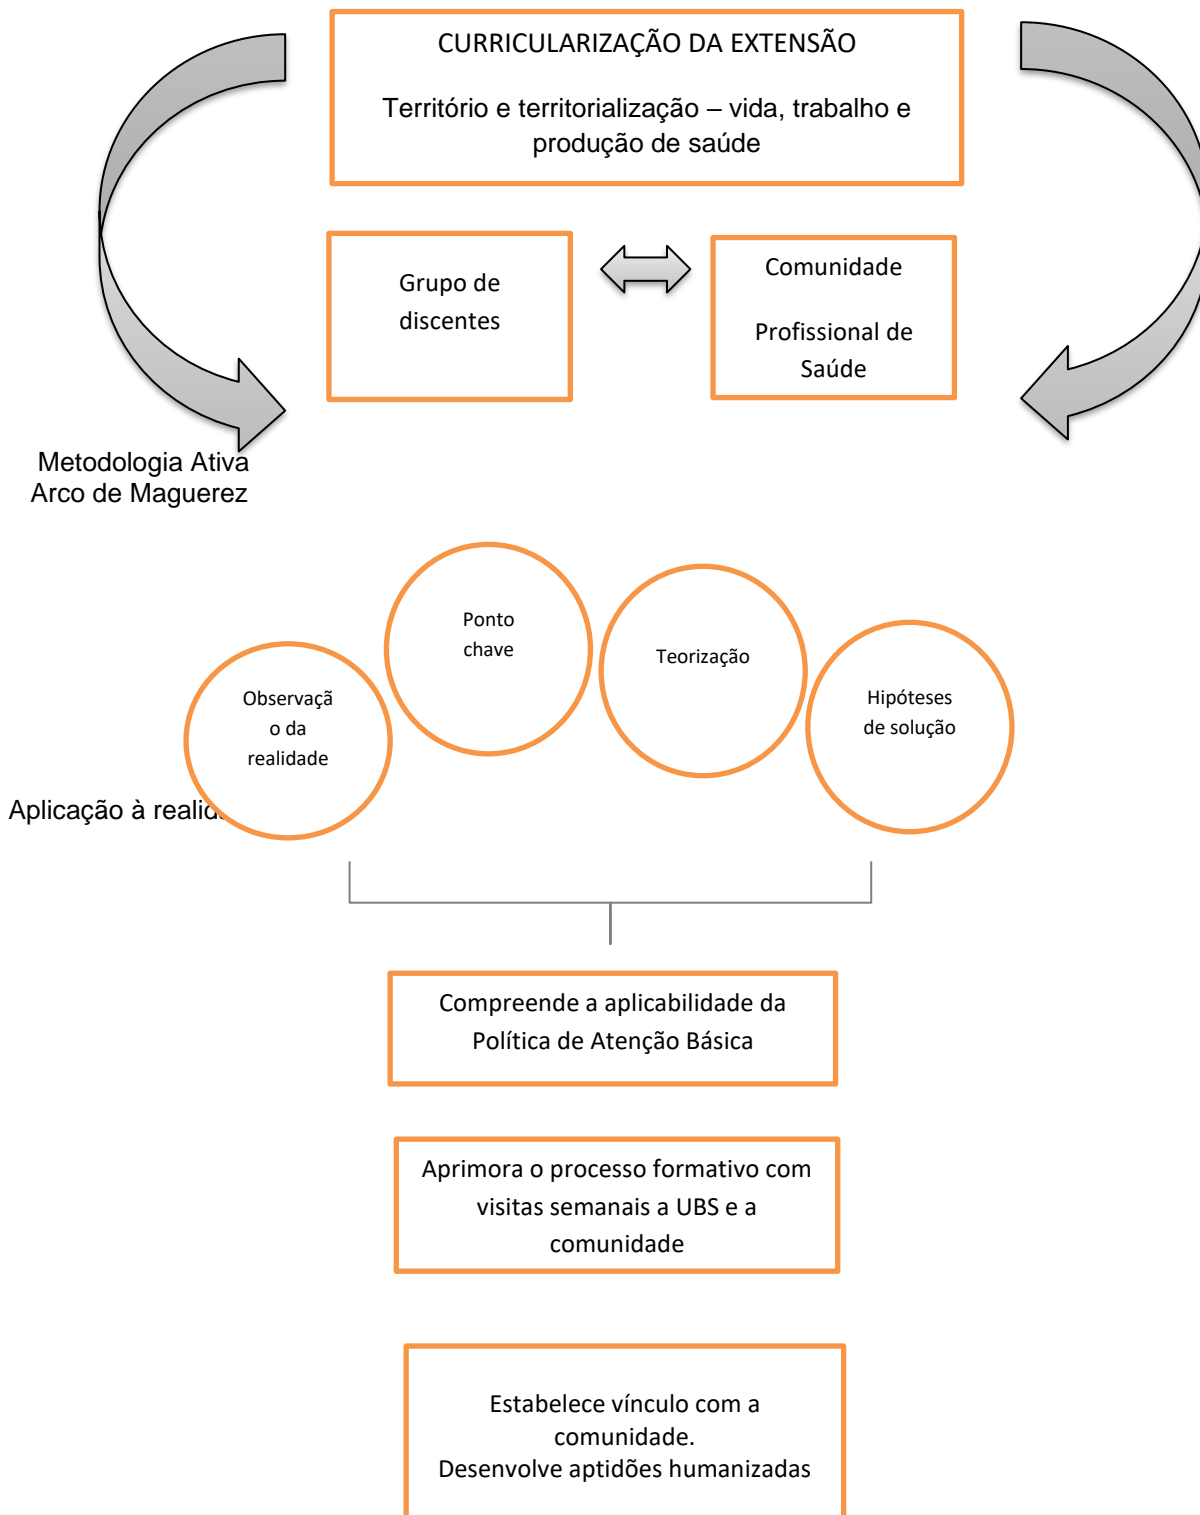 CURRICULARIZAÇÃO DA EXTENSÃO
Território e territorialização – vida, trabalho e
produção de saúde
Grupo de
discentes
Comunidade
Profissional de
Saúde
Metodologia Ativa
Arco de Maguerez
Ponto
chave
Teorização
Observaçã
o da
realidade
Hipóteses
de solução
Aplicação à
Compreende a aplicabilidade da
Política de Atenção Básica
Aprimora o processo formativo com
visitas semanais a UBS e a
comunidade
Estabelece vínculo com a
comunidade.
Desenvolve aptidões humanizadas